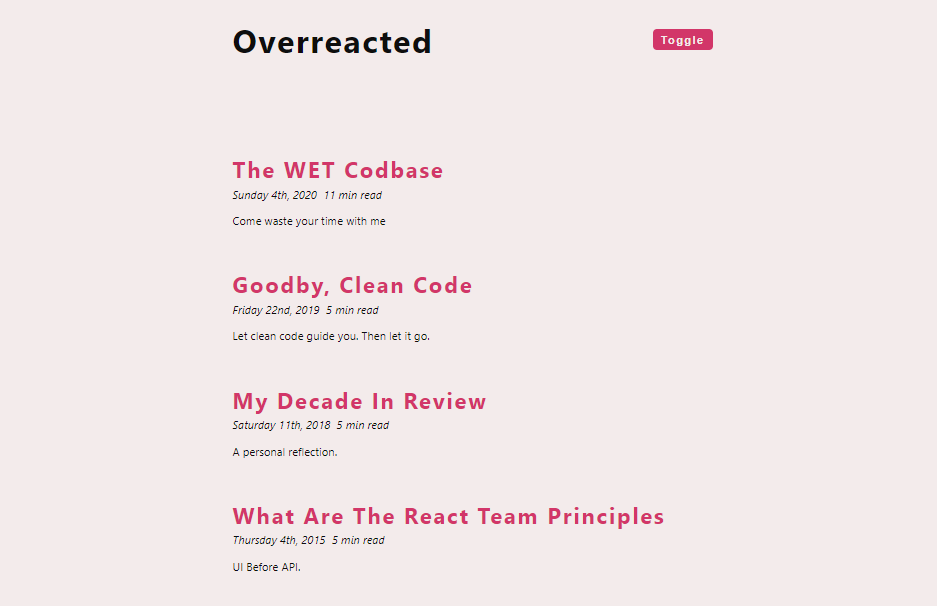 Overreacted
Toggle
The WET Codbase
Sunday 4th, 2020 11 min read
Come waste your time with me
Goodby, Clean Code
Friday 22nd, 2019 5 min read
Let clean code guide you. Then let it go.
My Decade In Review
Saturday 11th, 2018 5 min read
A personal reflection.
What Are The React Team Principles
Thursday 4th, 2015 5 min read
UI Before API.